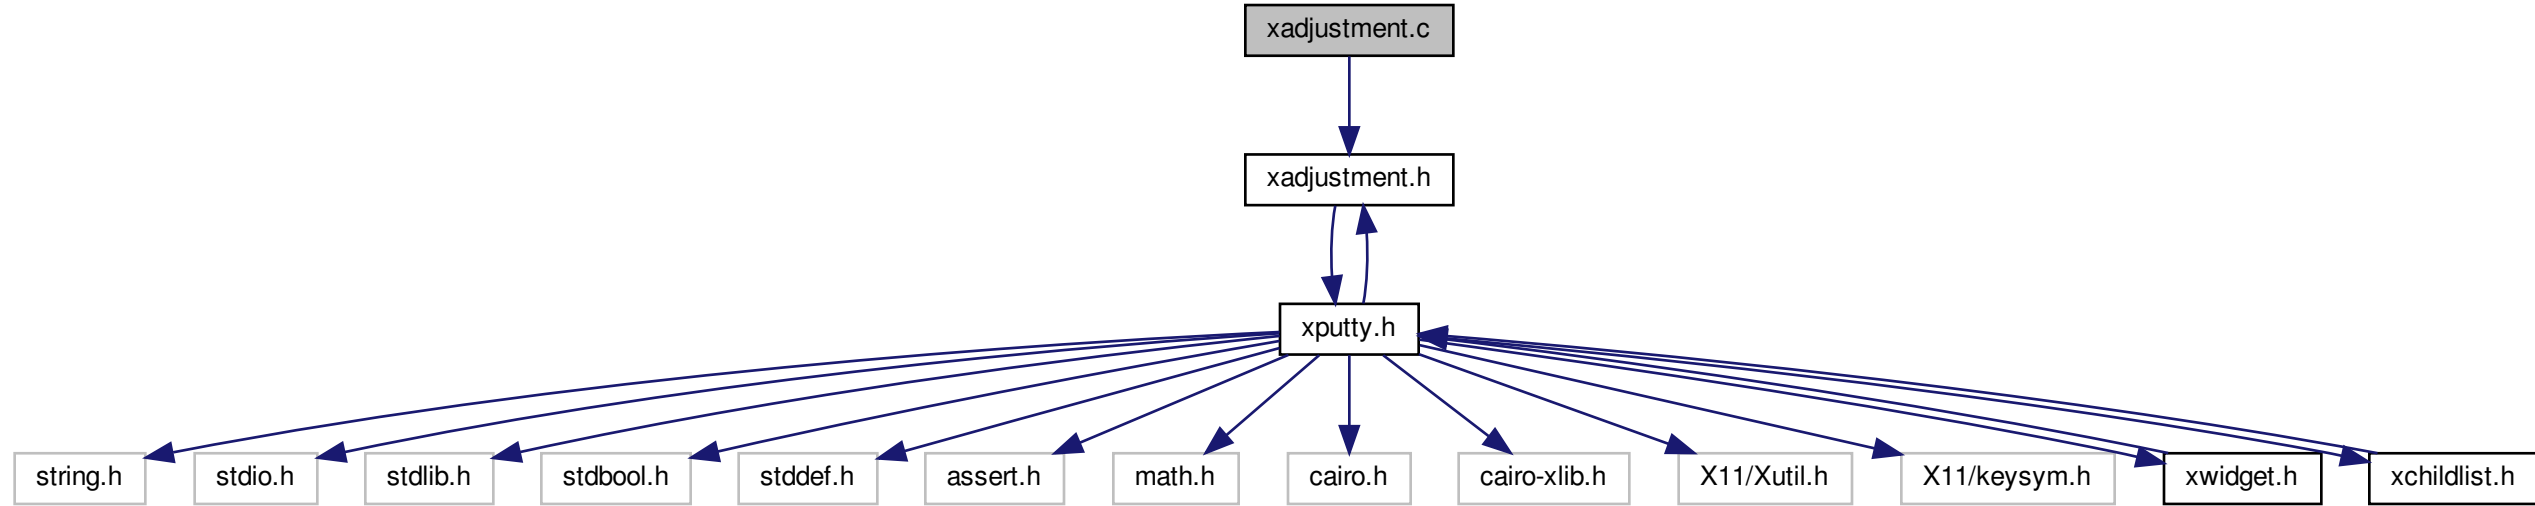 xadjustment.c
xadjustment.h
xputty.h
string.h
stdio.h
stdlib.h
stdbool.h
stddef.h
assert.h
math.h
cairo.h
cairo-xlib.h
X11/Xutil.h
X11/keysym.h
xwidget.h
xchildlist.h